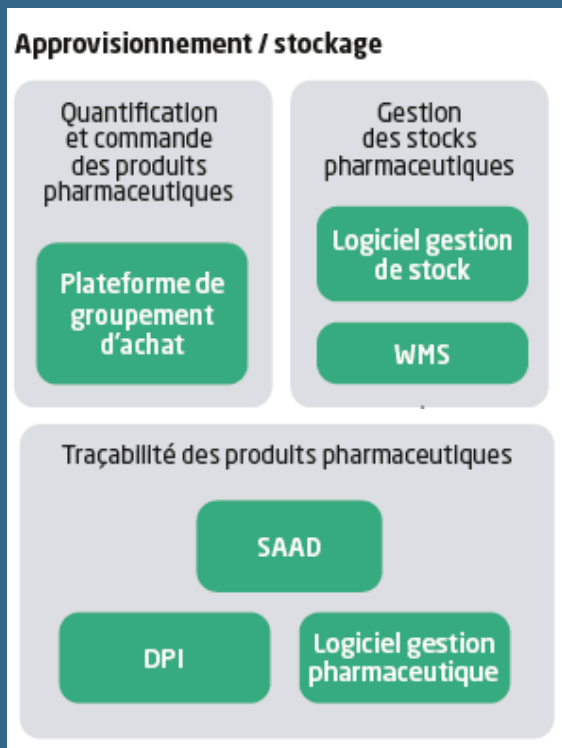 Approvisionnement / stockage
Quantification
et commande
des produits
pharmaceutiques
Plateforme de
groupement
d'achat
Gestion
des stocks
pharmaceutiques
Logiciel gestion
de stock
WMS
Traçabilité des produits pharmaceutiques
SAAD
DPI
Logiciel gestion
pharmaceutique